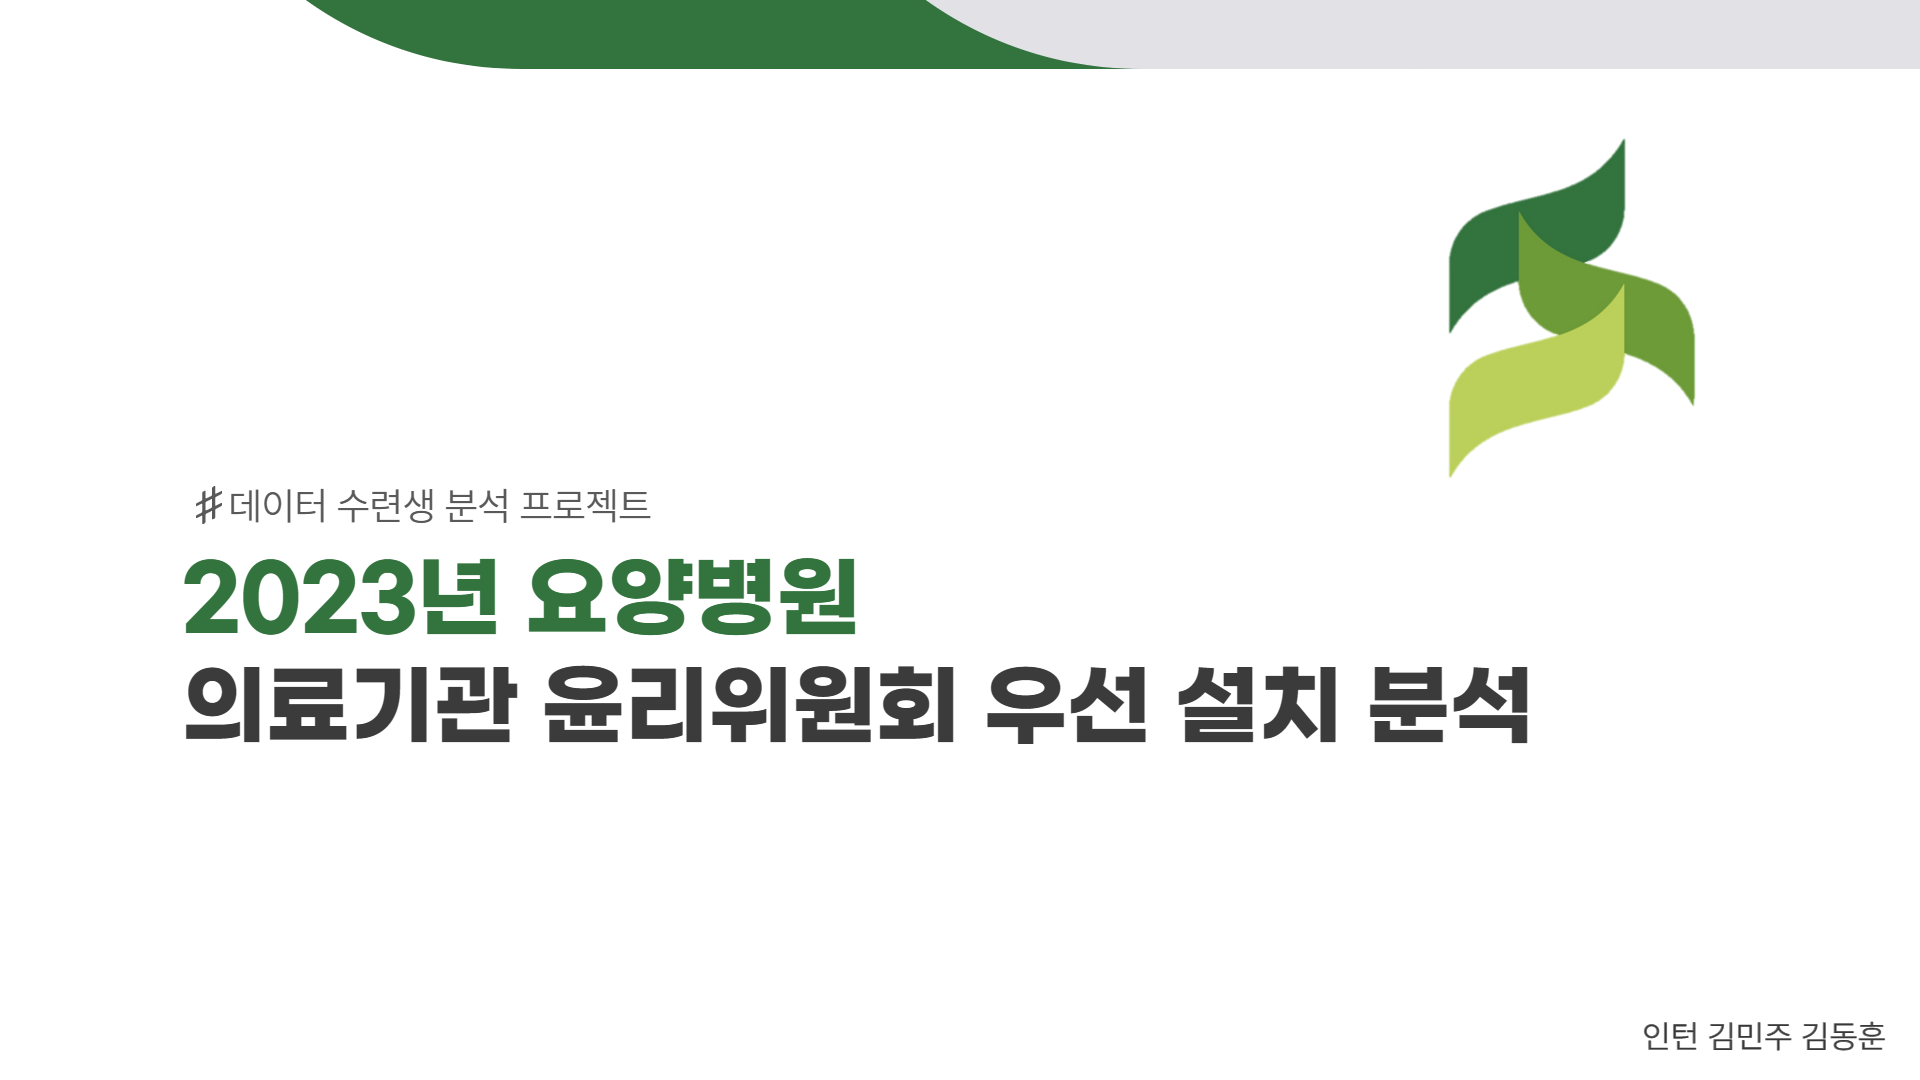 ♯데이터 수련생 분석 프로젝트
2023년 요양병원
의료기관 윤리위원회 우선 설치 분석
인턴 김민주 김동훈